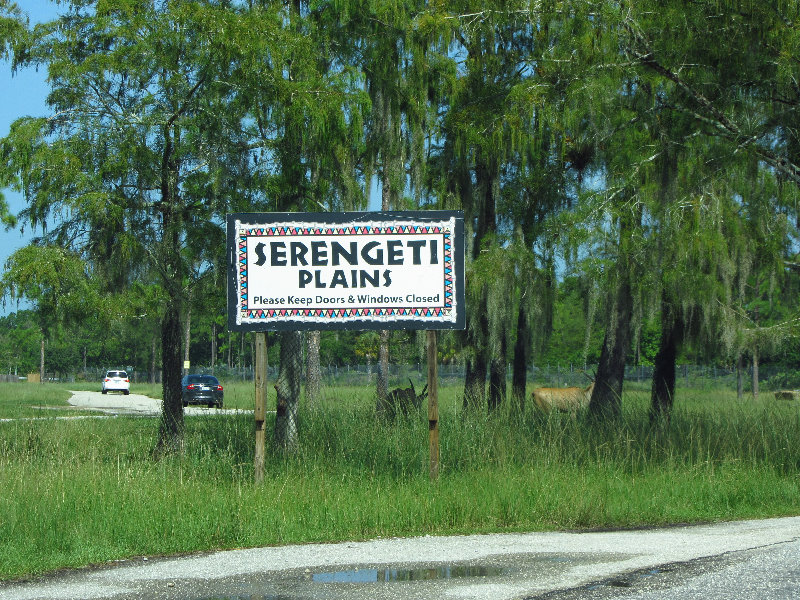 SERENGETI
PLAINS
Please Keep Doors & Windows Closed